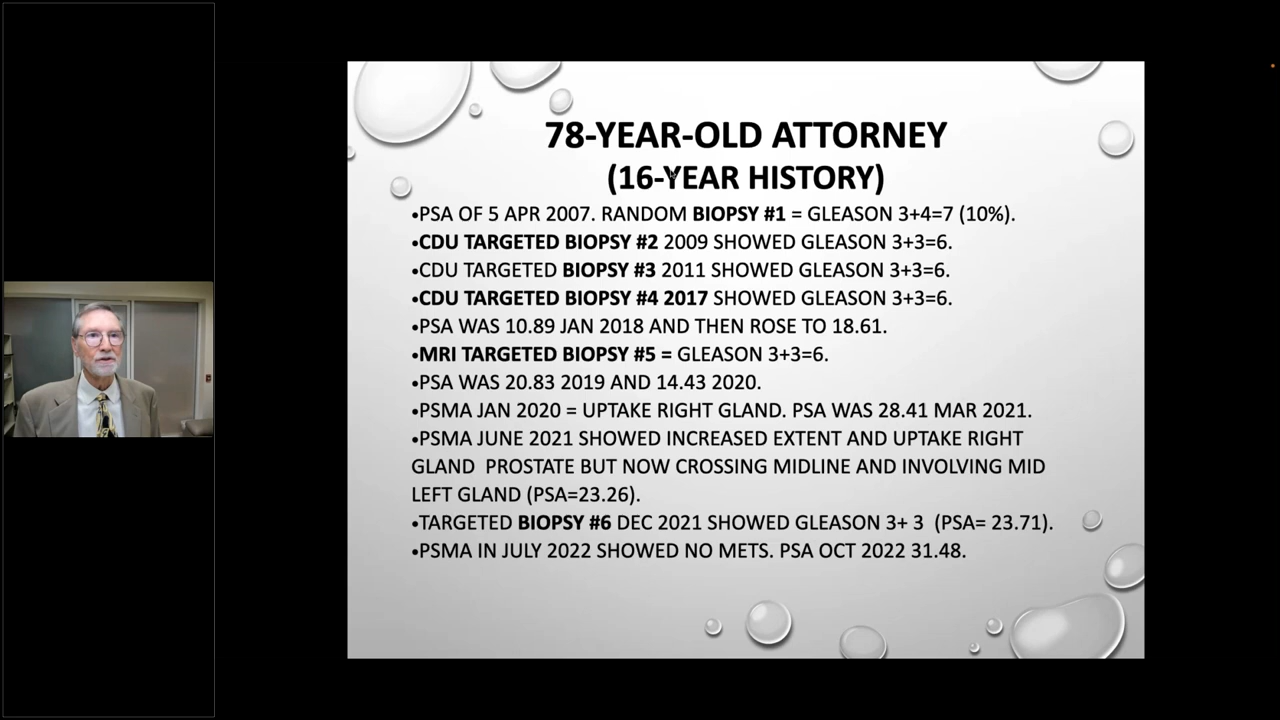 78-YEAR-OLD ATTORNEY
(16-YEAR HISTORY)
•PSA OF 5 APR 2007. RANDOM BIOPSY #1 = GLEASON 3+4=7 (10%).
•CDU TARGETED BIOPSY #2 2009 SHOWED GLEASON 3+3=6.
•CDU TARGETED BIOPSY #3 2011 SHOWED GLEASON 3+3=6.
•CDU TARGETED BIOPSY #4 2017 SHOWED GLEASON 3+3=6.
•PSA WAS 10.89 JAN 2018 AND THEN ROSE TO 18.61.
•MRI TARGETED BIOPSY #5 = GLEASON 3+3=6.
•PSA WAS 20.83 2019 AND 14.43 2020.
•PSMA JAN 2020 = UPTAKE RIGHT GLAND. PSA WAS 28.41 MAR 2021.
•PSMA JUNE 2021 SHOWED INCREASED EXTENT AND UPTAKE RIGHT
GLAND PROSTATE BUT NOW CROSSING MIDLINE AND INVOLVING MID
LEFT GLAND (PSA=23.26).
•TARGETED BIOPSY #6 DEC 2021 SHOWED GLEASON 3+ 3 (PSA= 23.71).
•PSMA IN JULY 2022 SHOWED NO METS. PSA OCT 2022 31.48.